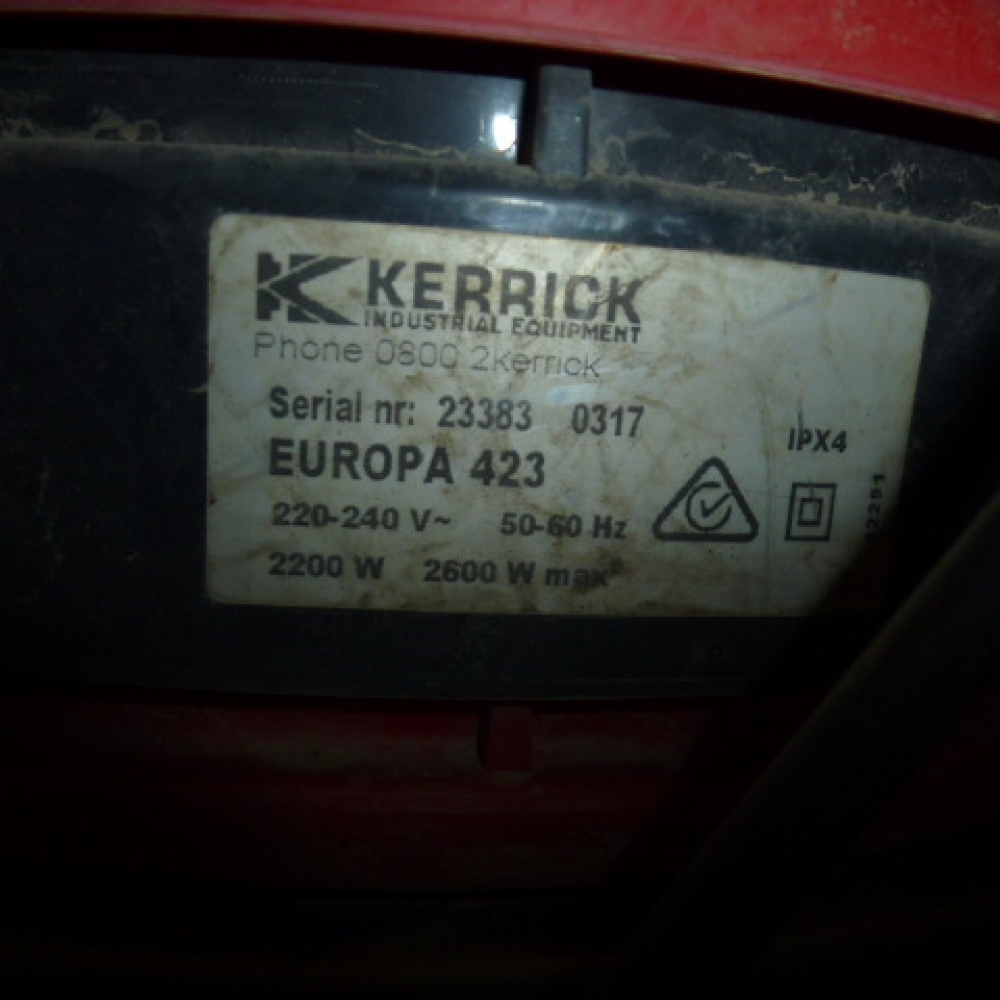 KERRICK
INDUSTRIAL EQUIPMENT
Phone 0800 2Kerrick
Serial nr: 23383 0317
EUROPA 423
IPX4
220-240 V~ 50-60 Hz
2200 W 2600 W max